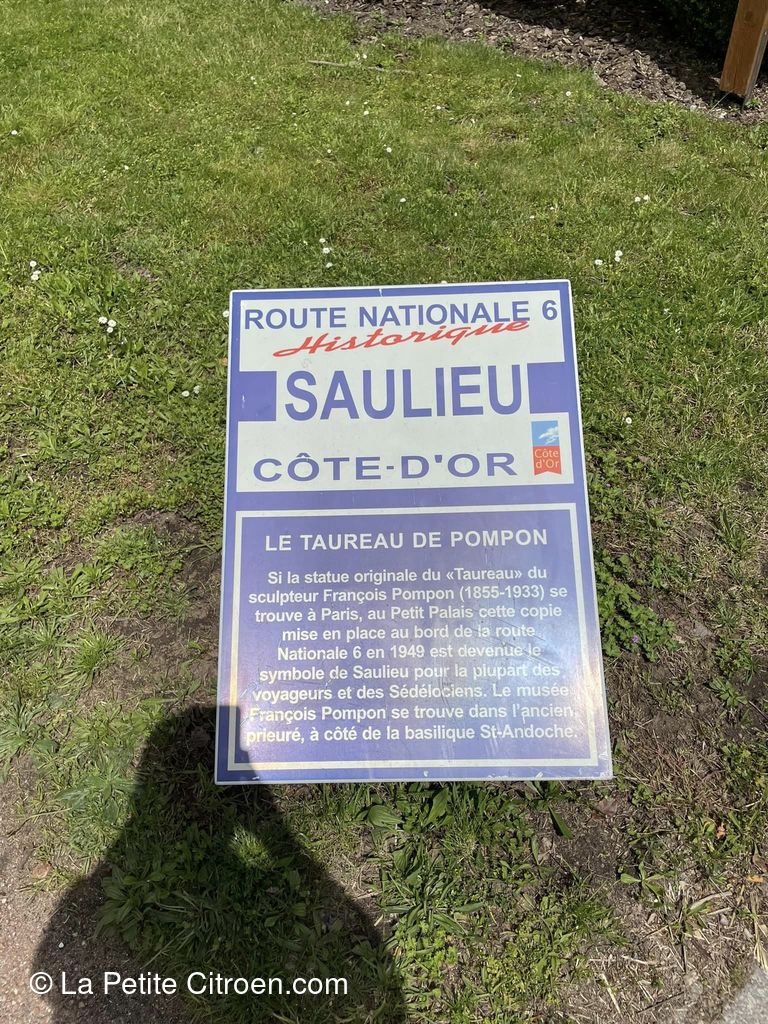 ROUTE NATIONALE 6
Historique
SAULIEU
Côte
d'Or
CÔTE-D'OR
LE TAUREAU DE POMPON
Si la statue originale du «Taureau» du
sculpteur François Pompon (1855-1933) se
trouve à Paris, au Petit Palais cette copie
mise en place au bord de la route
Nationale 6 en 1949 est devenue le
symbole de Saulieu pour la plupart des
voyageurs et des Sédélociens. Le musée
François Pompon se trouve dans l'ancien
prieuré, à côté de la basilique St-Andoche.
© La Petite Citroen.com